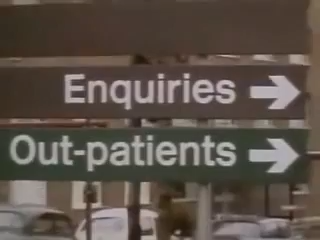 Enquiries →
Out-patients →